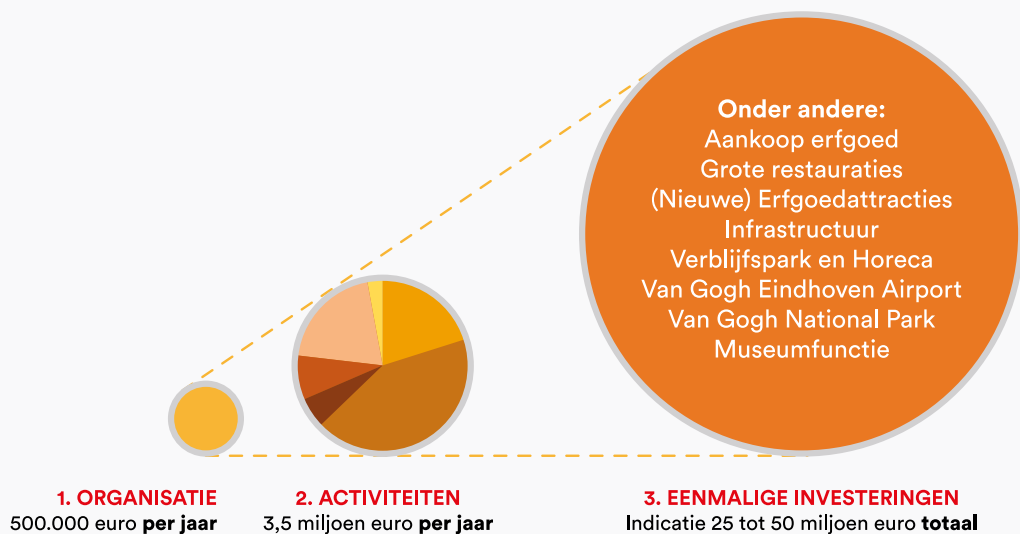 Onder andere:
Aankoop erfgoed
Grote restauraties
(Nieuwe) Erfgoedattracties
Infrastructuur
Verblijfspark en Horeca
Van Gogh Eindhoven Airport
Van Gogh National Park
Museumfunctie
1. ORGANISATIE
500.000 euro per jaar
2. ACTIVITEITEN
3,5 miljoen euro per jaar
3. EENMALIGE INVESTERINGEN
Indicatie 25 tot 50 miljoen euro totaal